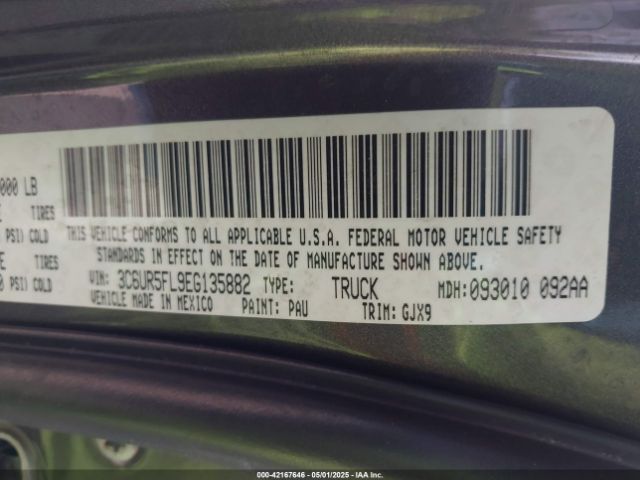 000 LB
TIRES
PSI) COLD
TIRES
PSI) COLD
THIS VEHICLE CONFORMS TO ALL APPLICABLE U.S.A. FEDERAL MOTOR VEHICLE SAFETY
STANDARDS IN EFFECT ON THE DATE OF MANUFACTURE SHOWN ABOVE.
VIN: 3C6UR5FL9EG135882 TYPE: TRUCK MDH:093010 092AA
VEHICLE MADE IN MEXICO PAINT: PAU TRIM: GJX9
000-42167646 - 05/01/2025 - IAA Inc.